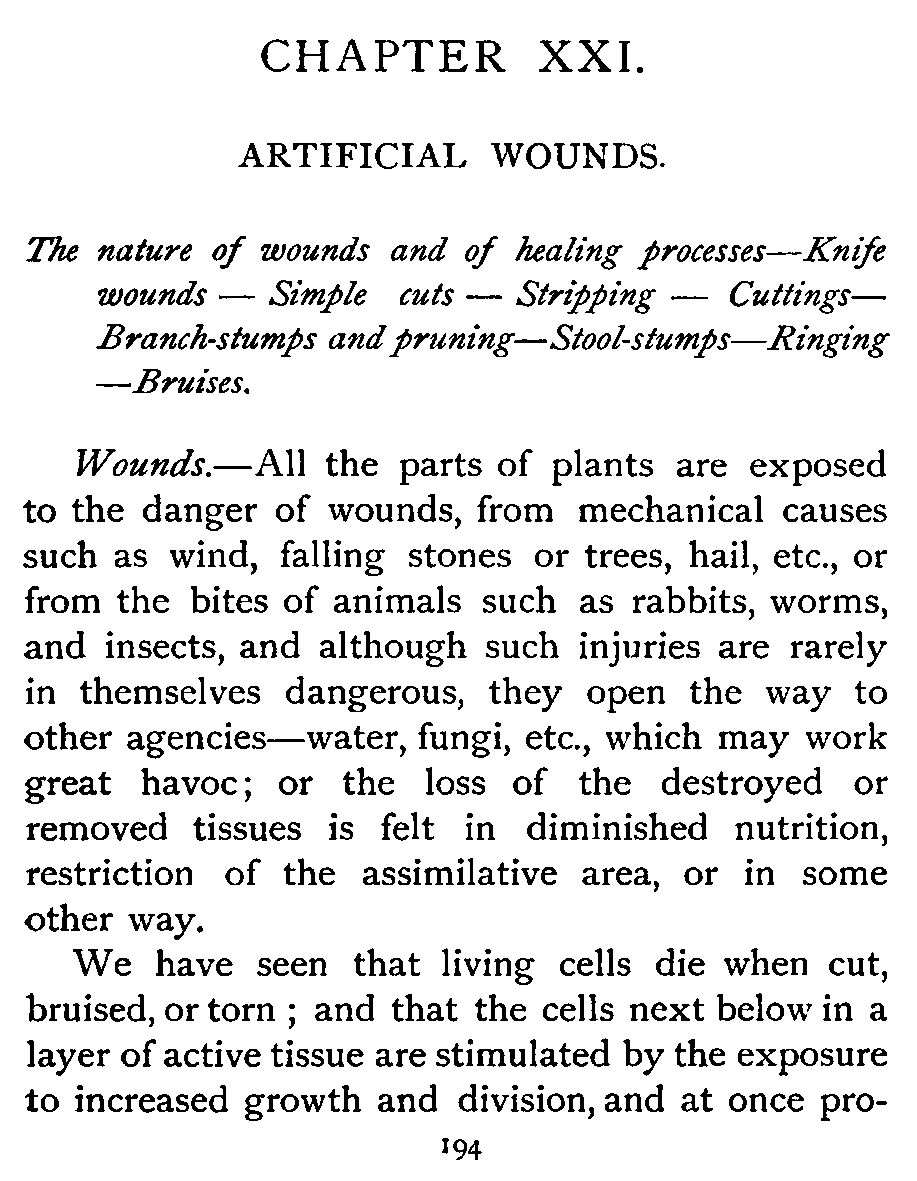 CHAPTER XXI.
ARTIFICIAL WOUNDS.
The nature of wounds and of healing processes—Knife
wounds — Simple cuts — Stripping — Cuttings—
Branch-stumps and pruning—Stool-stumps—Ringing
—Bruises.
Wounds.—All the parts of plants are exposed
to the danger of wounds, from mechanical causes
such as wind, falling stones or trees, hail, etc., or
from the bites of animals such as rabbits, worms,
and insects, and although such injuries are rarely
in themselves dangerous, they open the way to
other agencies—water, fungi, etc., which may work
great havoc; or the loss of the destroyed or
removed tissues is felt in diminished nutrition,
restriction of the assimilative area, or in some
other way.
We have seen that living cells die when cut,
bruised, or torn ; and that the cells next below in a
layer of active tissue are stimulated by the exposure
to increased growth and division, and at once pro-
194